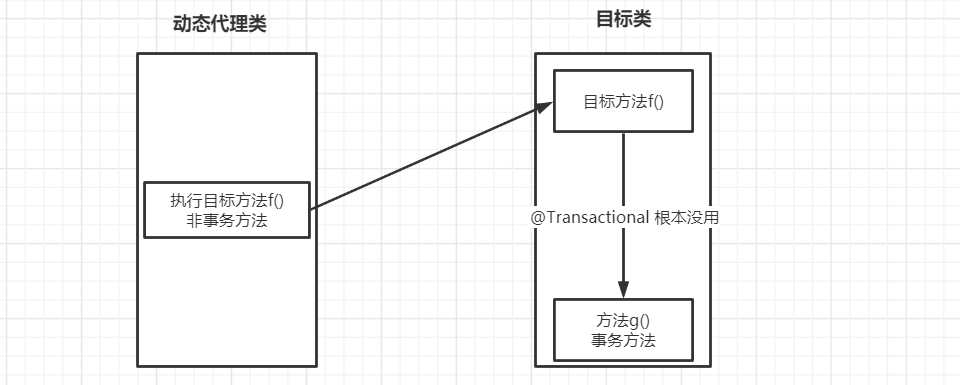 动态代理类
目标类
目标方法f()
执行目标方法f()
非事务方法
@Transactional 根本没用
方法g()
事务方法